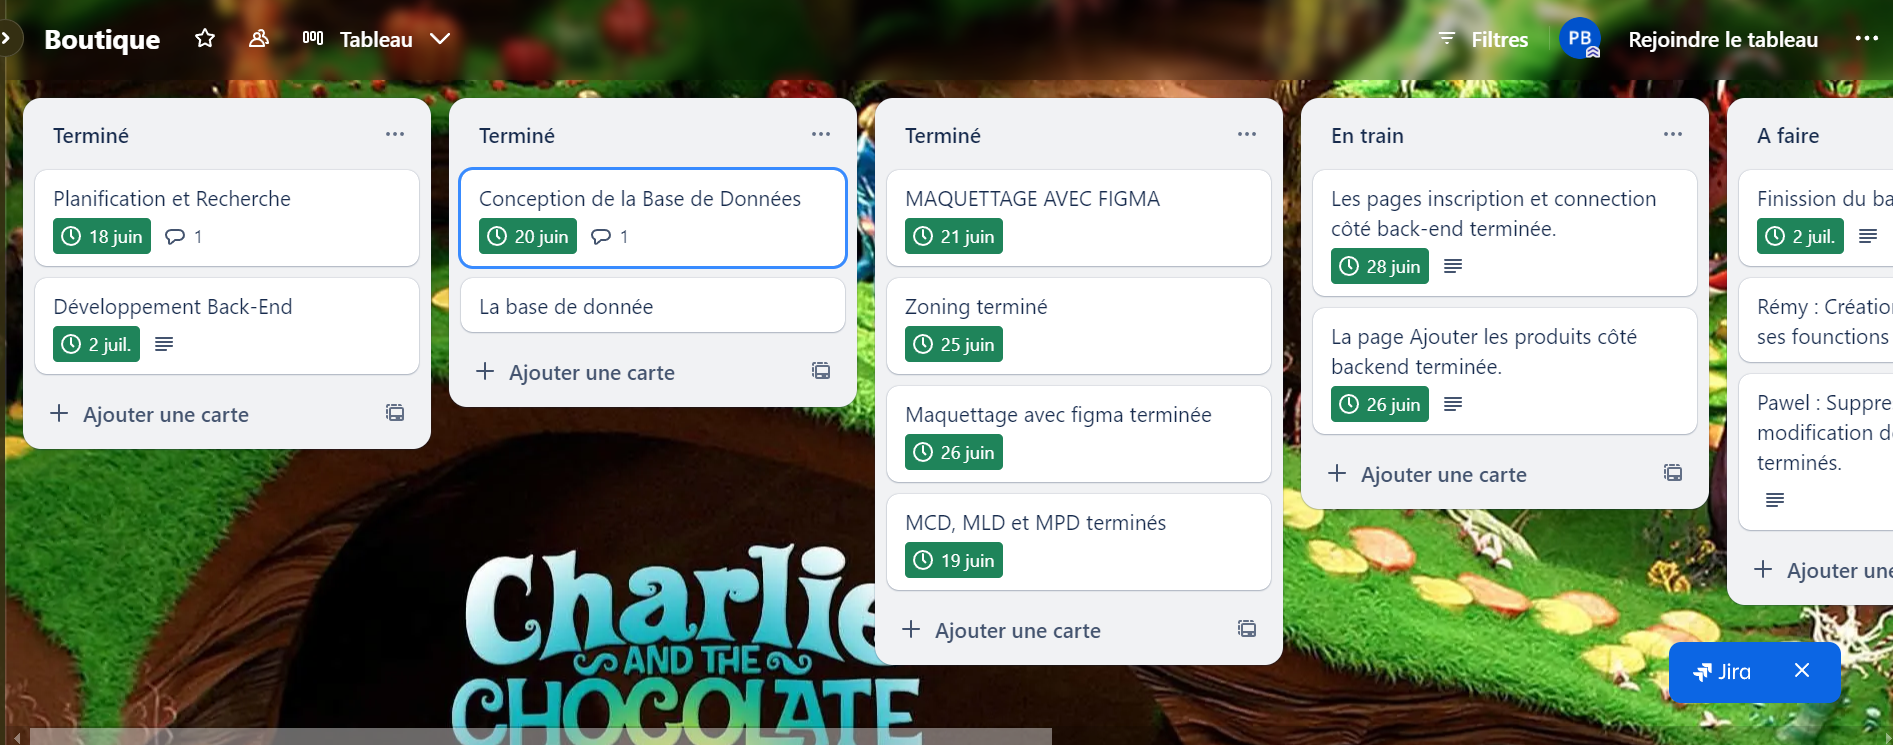 Boutique
Tableau
Filtres
PB
Rejoindre le tableau
Terminé
Planification et Recherche
18 juin
1
Développement Back-End
2 juil.
Ajouter une carte
Terminé
Conception de la Base de Données
20 juin
1
La base de donnée
Ajouter une carte
Terminé
MAQUETTAGE AVEC FIGMA
21 juin
Zoning terminé
25 juin
Maquettage avec figma terminée
26 juin
MCD, MLD et MPD terminés
19 juin
Ajouter une carte
En train
Les pages inscription et connection
côté back-end terminée.
28 juin
La page Ajouter les produits côté
backend terminée.
26 juin
Ajouter une carte
A faire
Finission du
2 juil.
Rémy :
ses founctions
Pawel :
modification
terminés.
Ajouter
Charlie
AND THE
CHOCOLATE
Jira